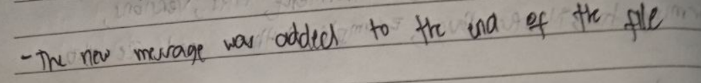 - The new message was added to the end of the file